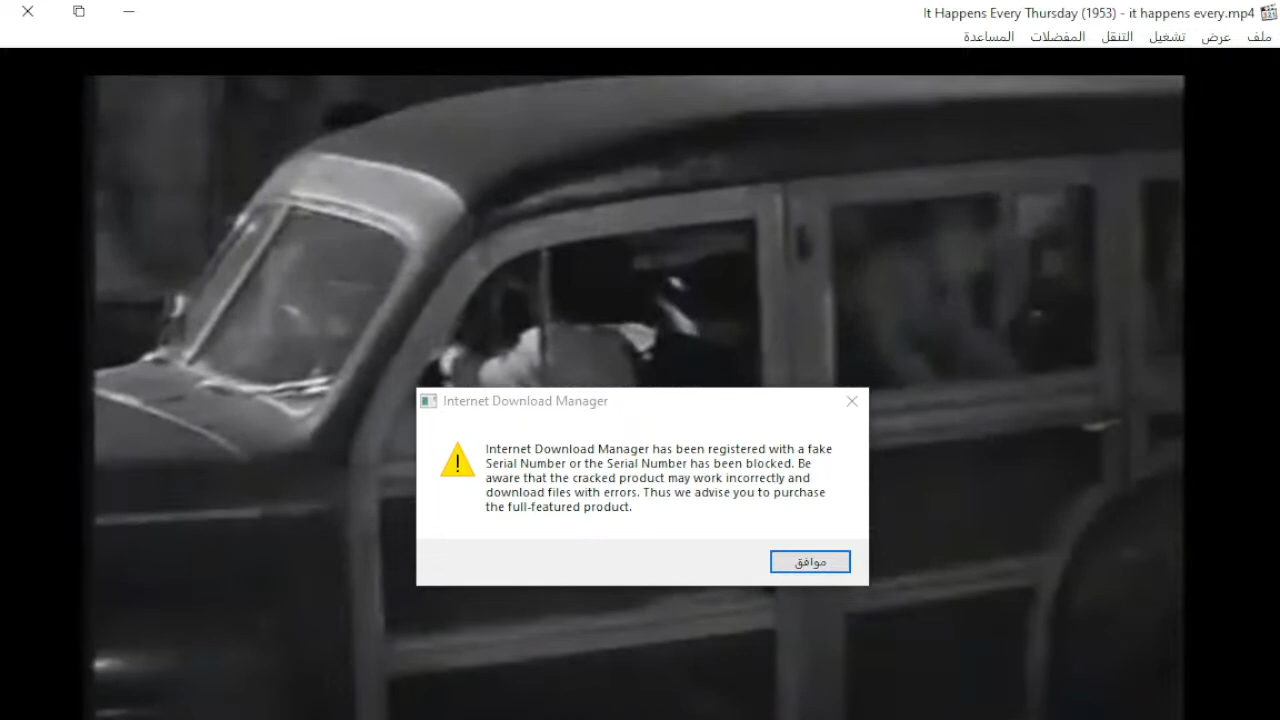 It Happens Every Thursday (1953) - it happens every.mp4
ملف عرض تشغيل التنقل المفضلات المساعدة
Internet Download Manager
Internet Download Manager has been registered with a fake
Serial Number or the Serial Number has been blocked. Be
aware that the cracked product may work incorrectly and
download files with errors. Thus we advise you to purchase
the full-featured product.
موافق